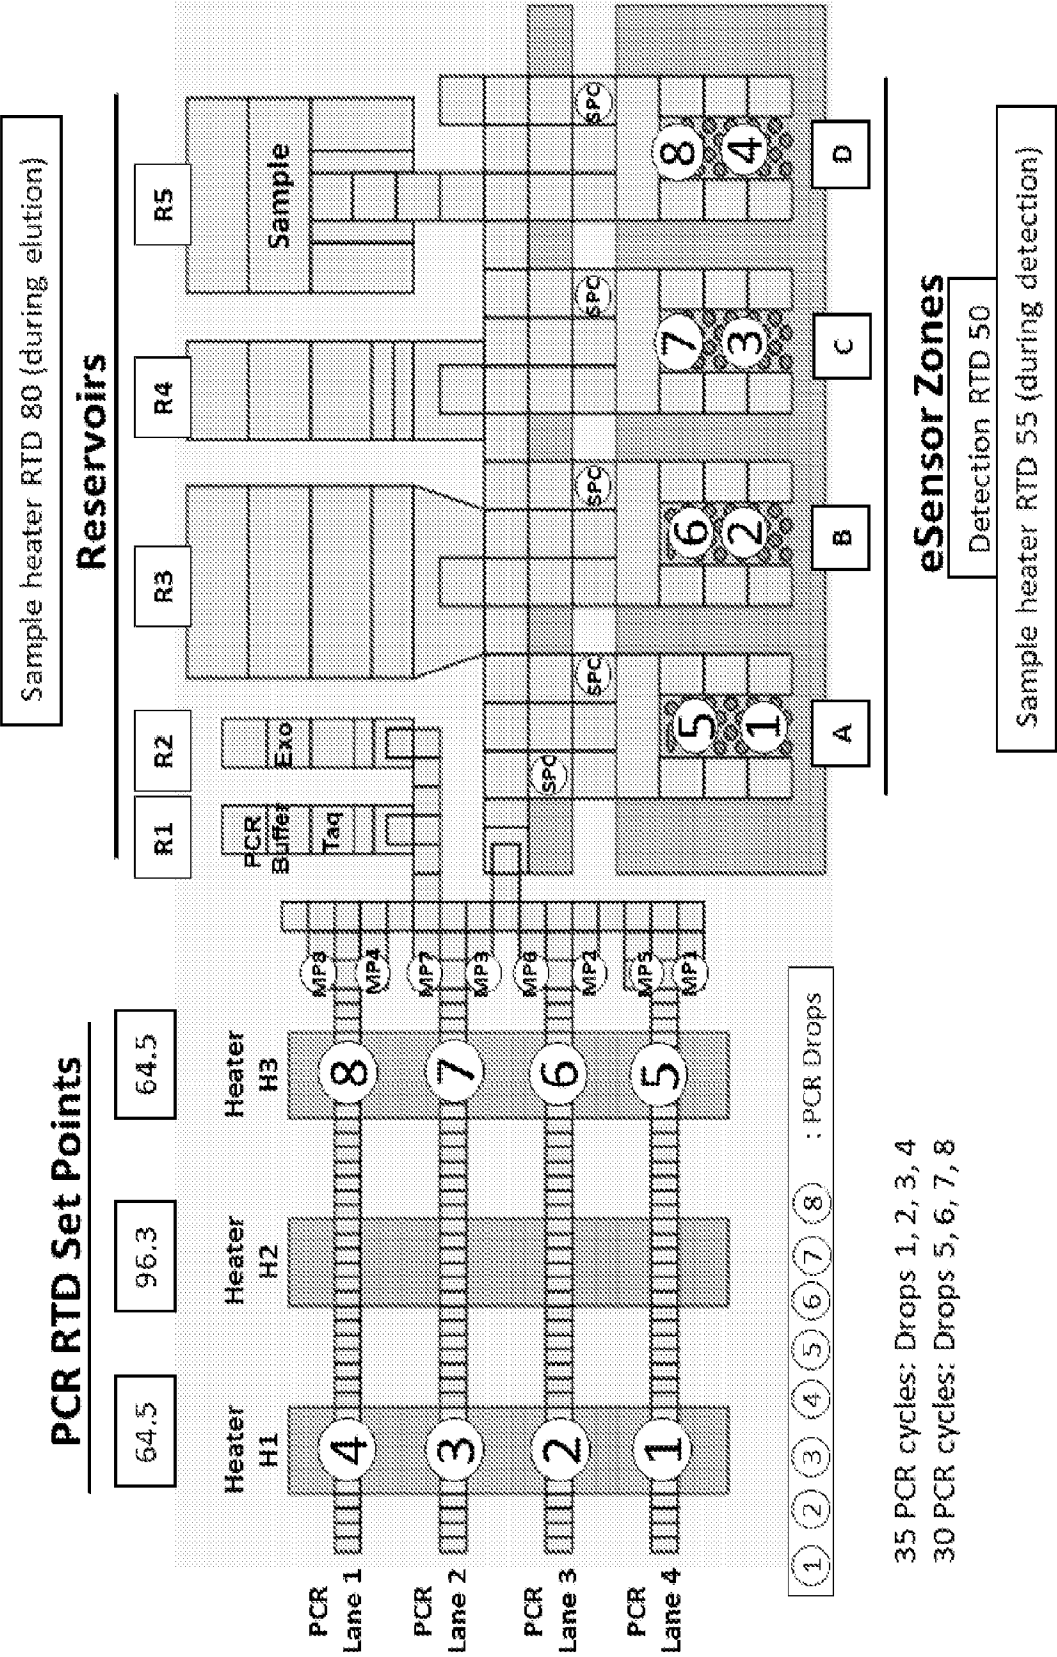 Sample heater RTD 80 (during elution)
PCR RTD Set Points
Reservoirs
64.5
96.3
64.5
R1
R2
R3
R4
R5
Heater
H1
Heater
H2
Heater
H3
PCR
Buffer
Taq
Exo
Sample
PCR
Lane 1
4
8
MP8
MP4
PCR
Lane 2
3
7
MP7
MP3
PCR
Lane 3
2
6
MP6
MP2
PCR
Lane 4
1
5
MP5
MP1
SPC
SPC
SPC
SPC
SPC
5
6
7
8
1
2
3
4
A
B
C
D
1 2 3 4 5 6 7 8 : PCR Drops
eSensor Zones
35 PCR cycles: Drops 1, 2, 3, 4
30 PCR cycles: Drops 5, 6, 7, 8
Detection RTD 50
Sample heater RTD 55 (during detection)